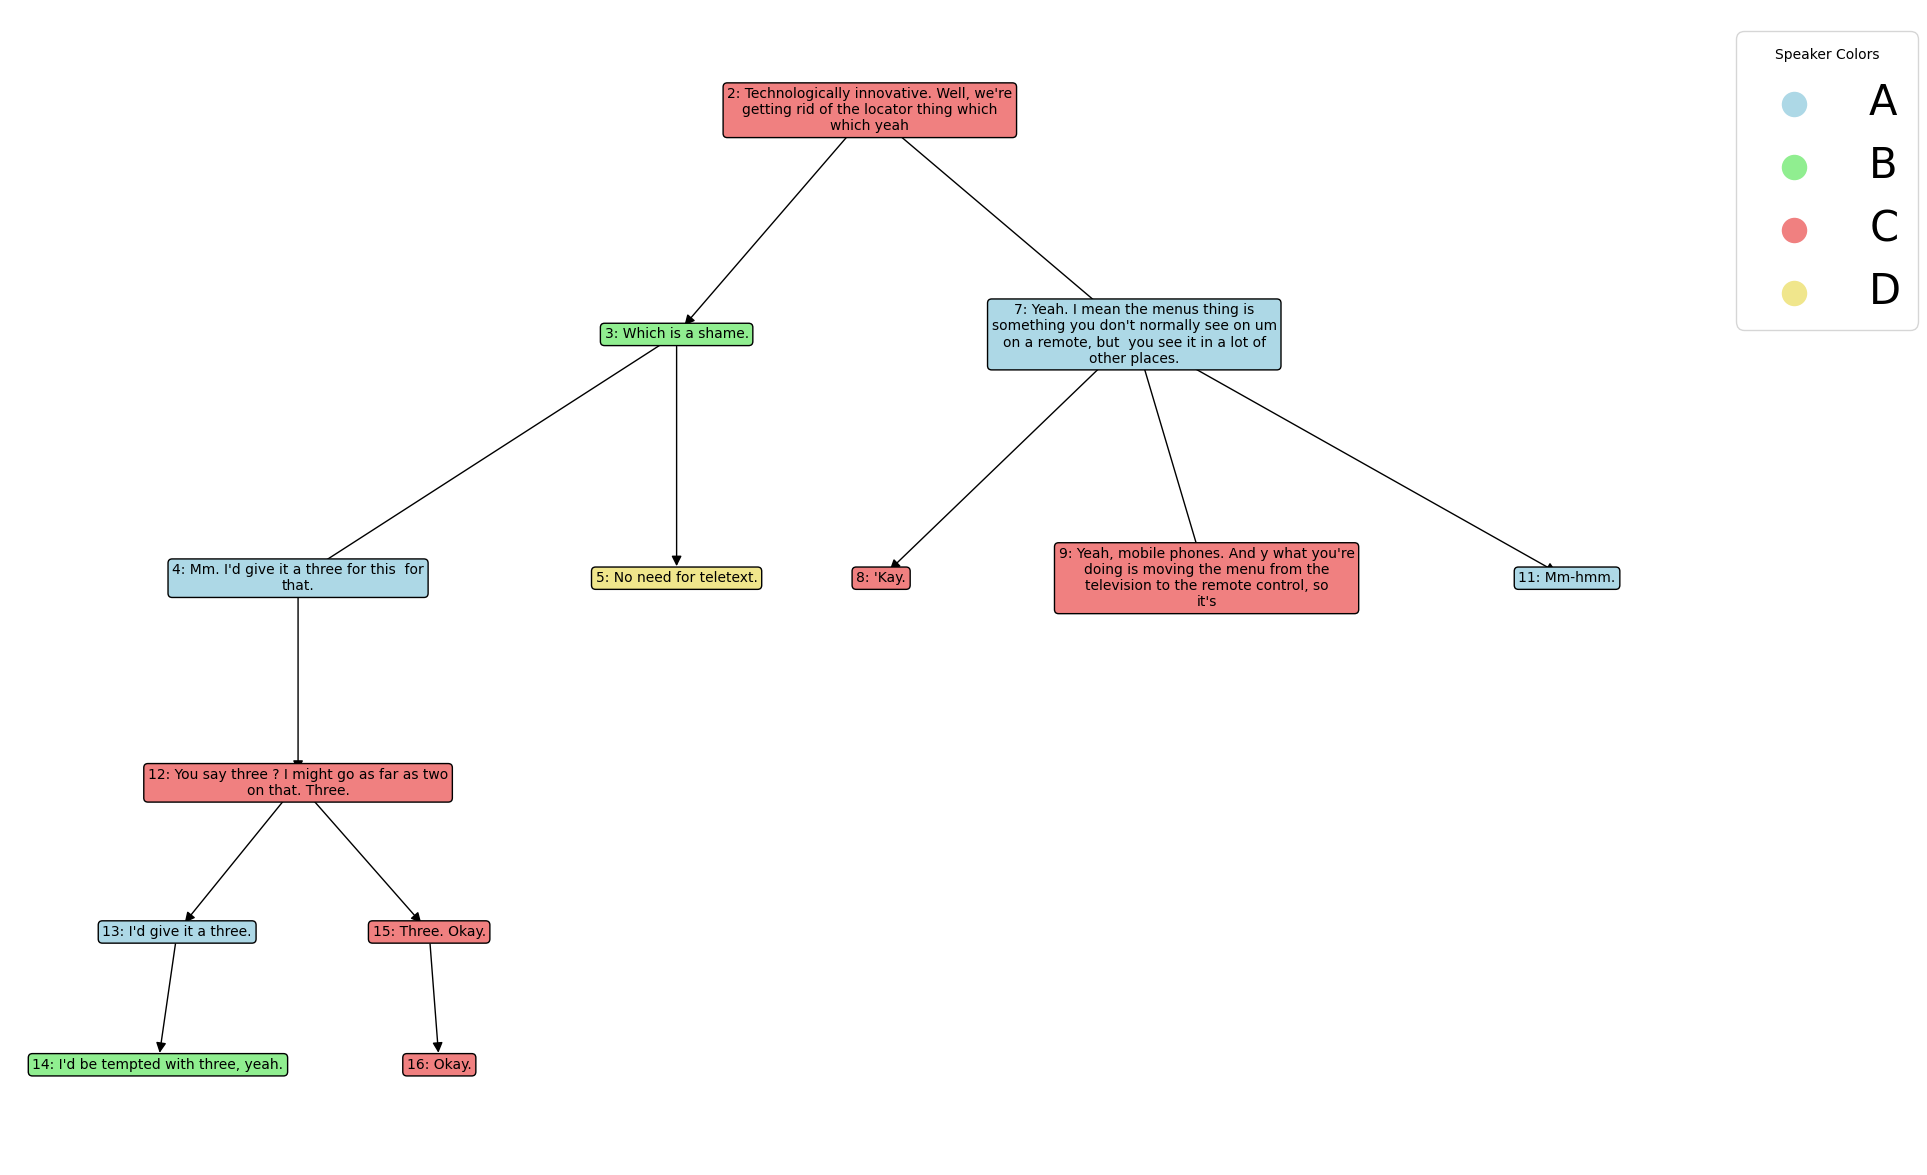 2: Technologically innovative. Well, we're
getting rid of the locator thing which
which yeah
Speaker Colors
A
B
C
D
3: Which is a shame.
7: Yeah. I mean the menus thing is
something you don't normally see on um
on a remote, but  you see it in a lot of
other places.
4: Mm. I'd give it a three for this  for
that.
5: No need for teletext.
8: 'Kay.
9: Yeah, mobile phones. And y what you're
doing is moving the menu from the
television to the remote control, so
it's
11: Mm-hmm.
12: You say three ? I might go as far as two
on that. Three.
13: I'd give it a three.
15: Three. Okay.
14: I'd be tempted with three, yeah.
16: Okay.